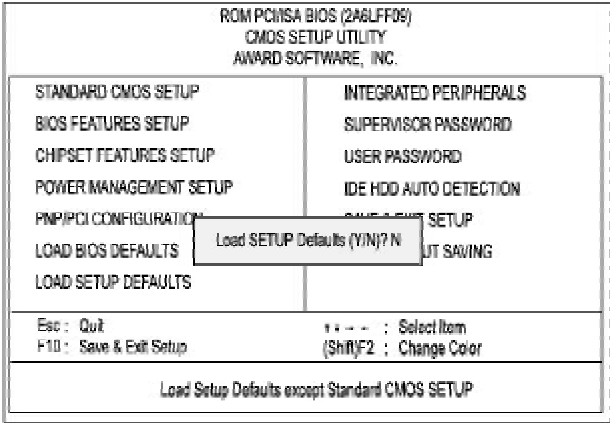 ROM PCI/ISA BIOS (2A6LFF09)
CMOS SETUP UTILITY
AWARD SOFTWARE, INC.
STANDARD CMOS SETUP
BIOS FEATURES SETUP
CHIPSET FEATURES SETUP
POWER MANAGEMENT SETUP
PNP/PCI CONFIGURATION
LOAD BIOS DEFAULTS
LOAD SETUP DEFAULTS
INTEGRATED PERIPHERALS
SUPERVISOR PASSWORD
USER PASSWORD
IDE HDD AUTO DETECTION
SAVE & EXIT SETUP
SAVING
Load SETUP Defaults (Y/N)? N
Esc : Quit
F10 : Save & Exit Setup
: Select Item
(Shift)F2 : Change Color
Load Setup Defaults except Standard CMOS SETUP